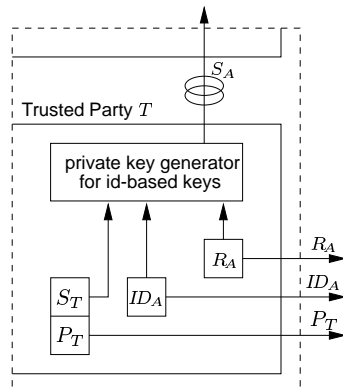 S_A
Trusted Party T
private key generator
for id-based keys
R_A
R_A
S_T
ID_A
ID_A
P_T
P_T